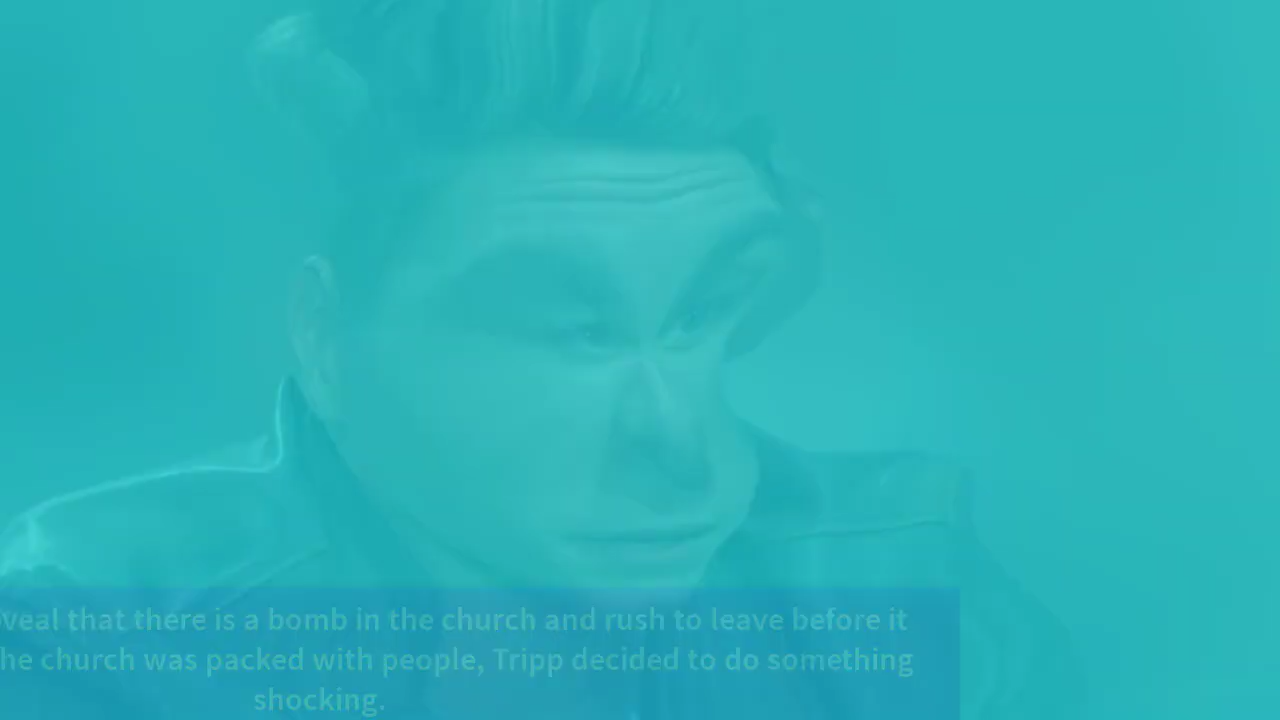 veal that there is a bomb in the church and rush to leave before it
he church was packed with people, Tripp decided to do something
shocking.